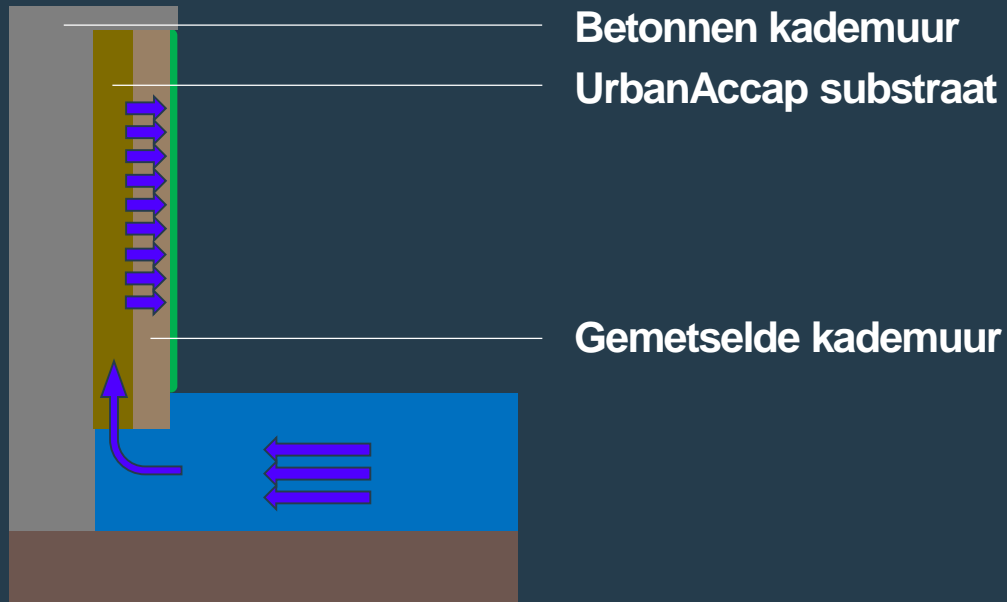 Betonnen kademuur
UrbanAccap substraat
Gemetselde kademuur